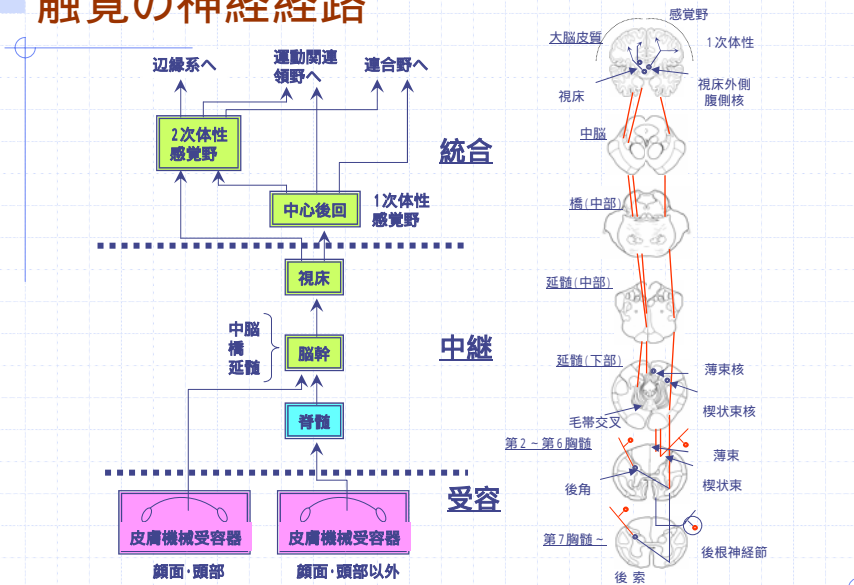 触覚の神経経路
辺縁系へ
運動関連
領野へ
連合野へ
2次体性
感覚野
統合
中心後回
1次体性
感覚野
視床
中脳
橋
延髄
脳幹
中継
脊髄
受容
皮膚機械受容器
皮膚機械受容器
顔面・頭部
顔面・頭部以外
感覚野
大脳皮質
1次体性
視床
視床外側
腹側核
中脳
橋(中部)
延髄(中部)
延髄(下部)
薄束核
楔状束核
毛帯交叉
第2~第6胸髄
薄束
後角
楔状束
第7胸髄~
後根神経節
後 索